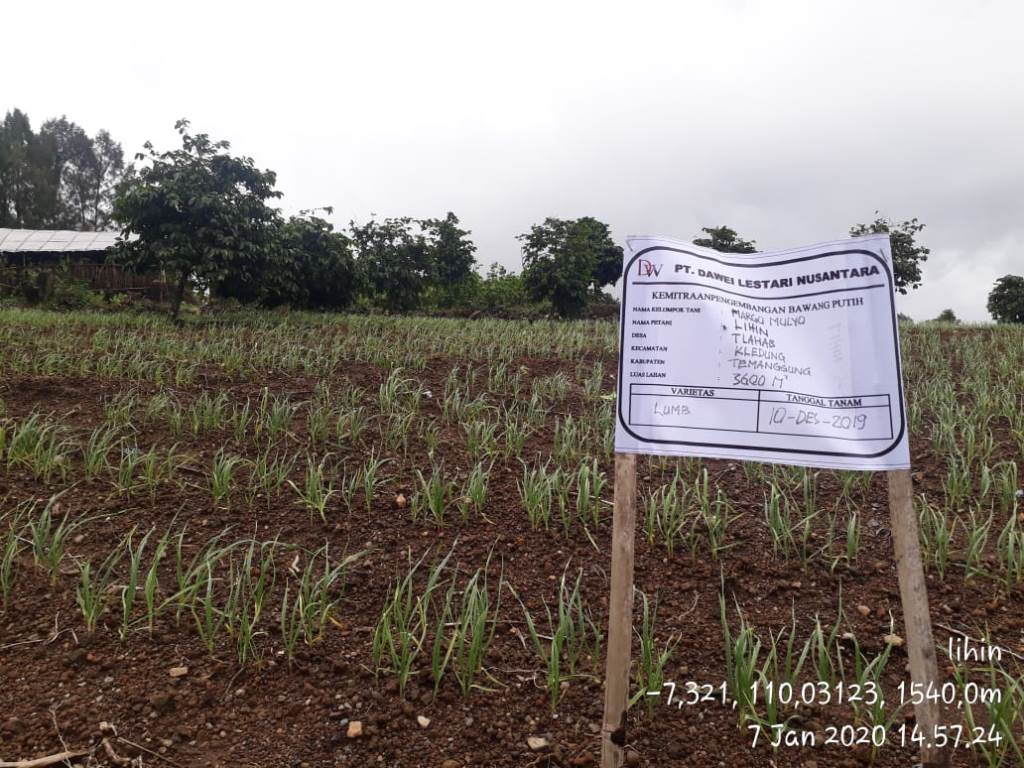 DW PT. DAWEI LESTARI NUSANTARA
KEMITRAANPENGEMBANGAN BAWANG PUTIH
NAMA KELOMPOK TANI : MARGO MULYO
NAMA PETANI : LIHIN
DESA : TLAHAB
KECAMATAN : KLEDUNG
KABUPATEN : TEMANGGUNG
LUAS LAHAN : 3600 M²
VARIETAS TANGGAL TANAM
LUMB 10-DES-2019
lihin
-7,321, 110,03123, 1540,0m
7 Jan 2020 14.57.24